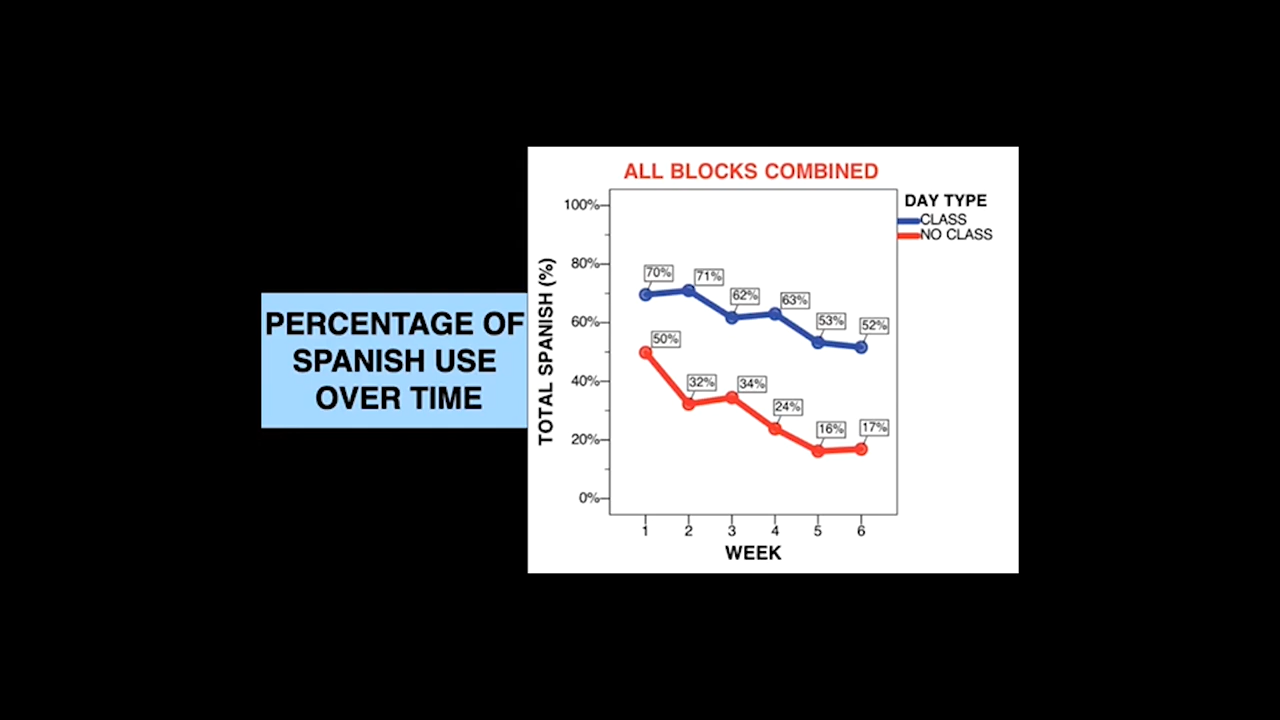 PERCENTAGE OF
SPANISH USE
OVER TIME
ALL BLOCKS COMBINED
DAY TYPE
CLASS
NO CLASS
TOTAL SPANISH (%)
100%
80%
60%
40%
20%
0%
70%
71%
62%
63%
53%
52%
50%
32%
34%
24%
16%
17%
1 2 3 4 5 6
WEEK